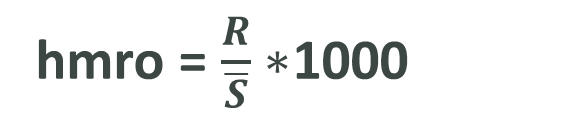 hmro = R/S̅ *1000